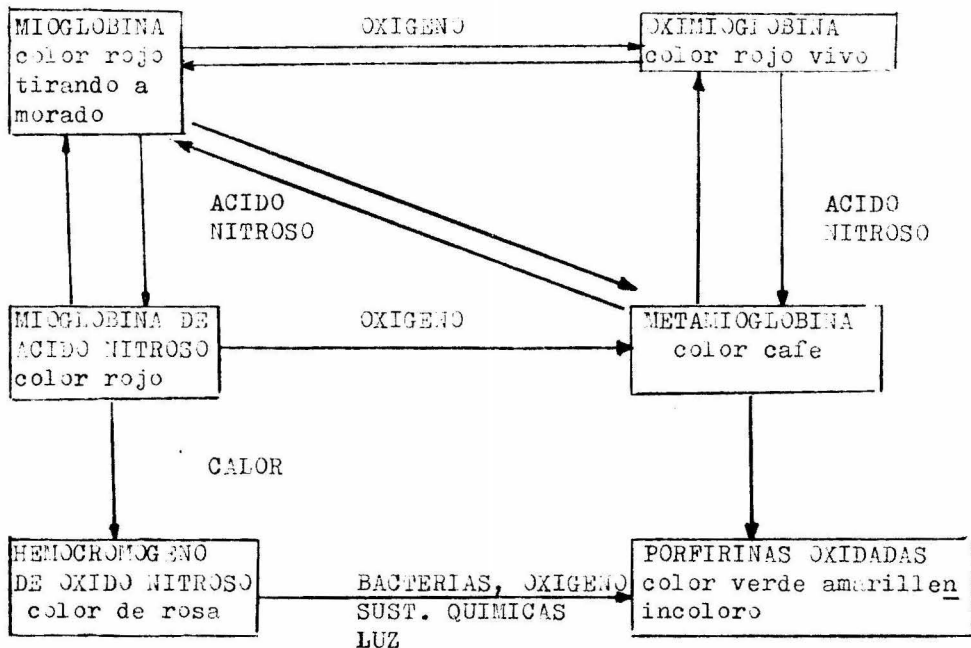 MIOGLOBINA
color rojo
tirando a
morado
OXIGENO
OXIMIOGLOBINA
color rojo vivo
ACIDO
NITROSO
ACIDO
NITROSO
MIOGLOBINA DE
ACIDO NITROSO
color rojo
OXIGENO
METAMIOGLOBINA
color cafe
CALOR
HEMOCROMOGENO
DE OXIDO NITROSO
color de rosa
BACTERIAS, OXIGENO
SUST. QUIMICAS
LUZ
PORFIRINAS OXIDADAS
color verde amarillen
incoloro